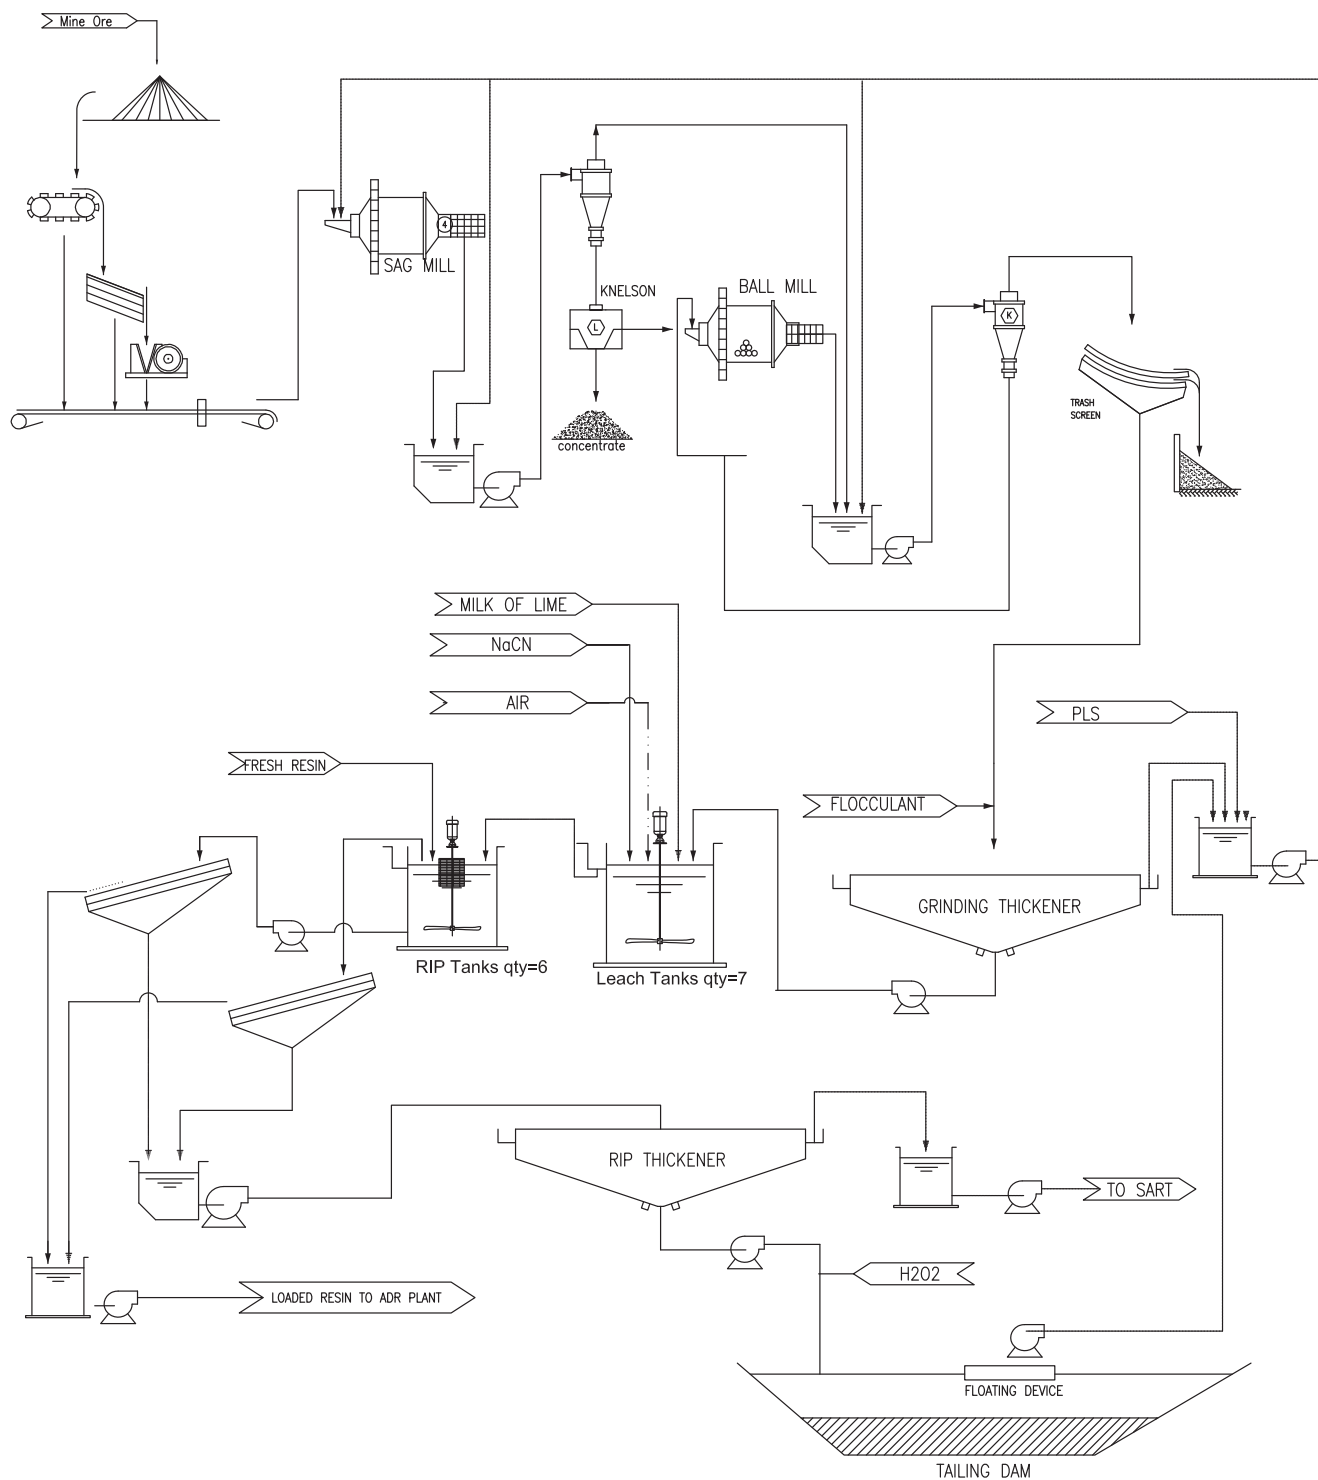 Mine Ore
4
SAG MILL
KNELSON
L
concentrate
BALL MILL
K
TRASH
SCREEN
MILK OF LIME
NaCN
AIR
FRESH RESIN
PLS
FLOCCULANT
GRINDING THICKENER
RIP Tanks qty=6
Leach Tanks qty=7
RIP THICKENER
TO SART
H2O2
LOADED RESIN TO ADR PLANT
FLOATING DEVICE
TAILING DAM